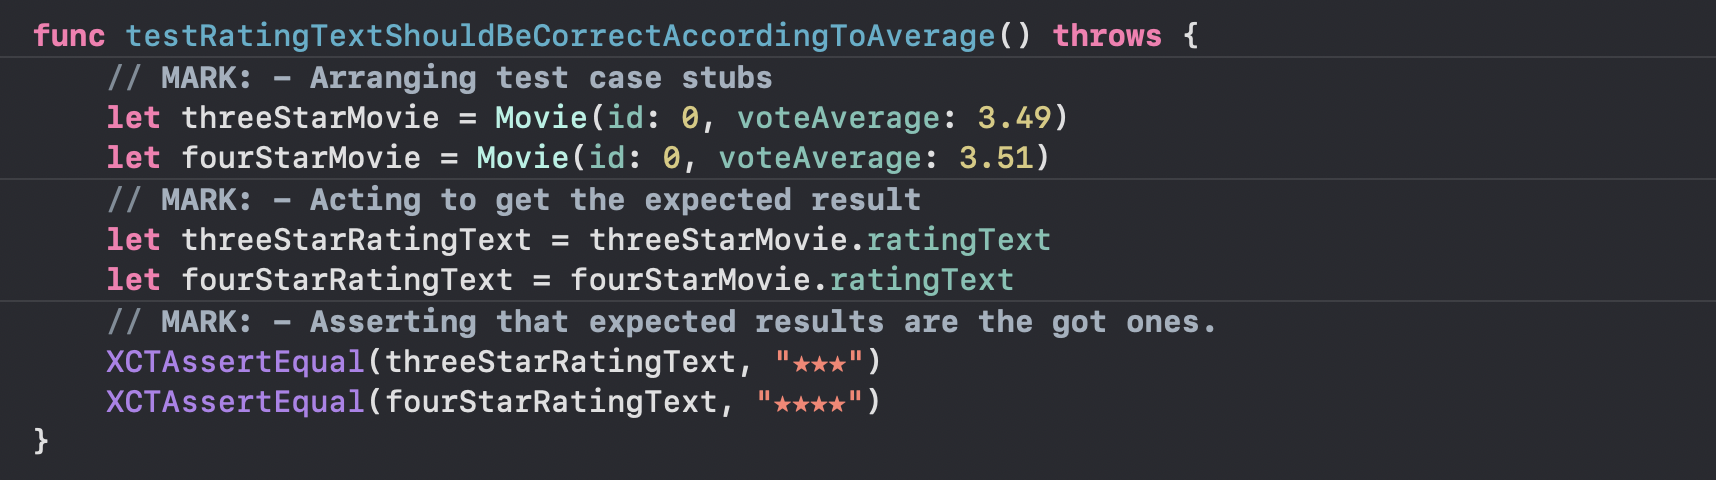 func testRatingTextShouldBeCorrectAccordingToAverage() throws {
    // MARK: - Arranging test case stubs
    let threeStarMovie = Movie(id: 0, voteAverage: 3.49)
    let fourStarMovie = Movie(id: 0, voteAverage: 3.51)
    // MARK: - Acting to get the expected result
    let threeStarRatingText = threeStarMovie.ratingText
    let fourStarRatingText = fourStarMovie.ratingText
    // MARK: - Asserting that expected results are the got ones.
    XCTAssertEqual(threeStarRatingText, "★★★")
    XCTAssertEqual(fourStarRatingText, "★★★★")
}